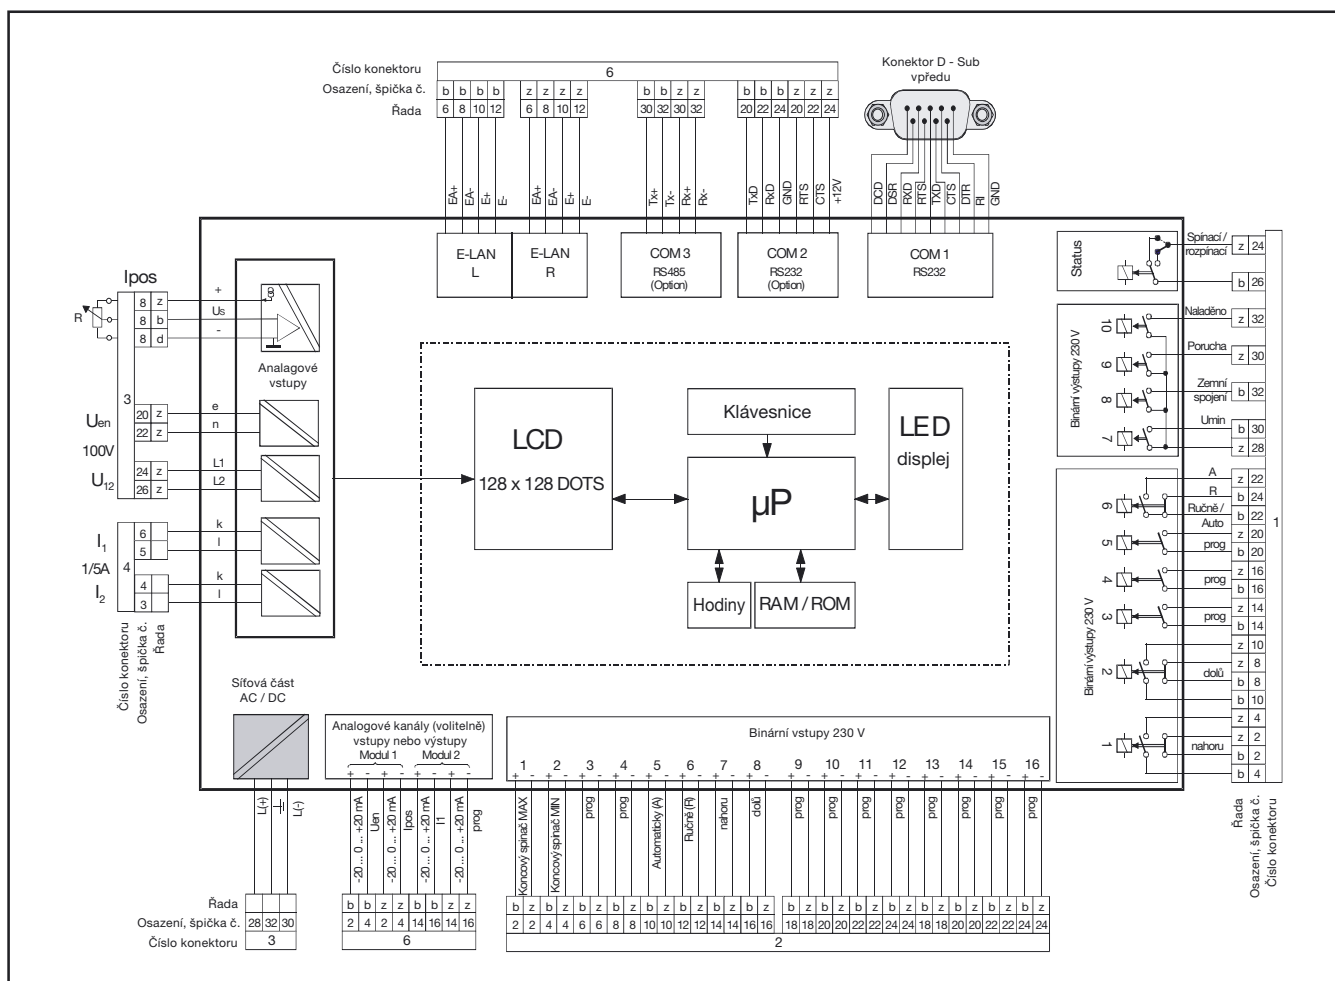 Číslo konektoru
6
Osazení, špička č.
b b b b z z z z b b z z b b b z z z
Řada
6 8 10 12 6 8 10 12 30 32 30 32 20 22 24 20 22 24
Konektor D - Sub
vpředu
EA+ EA- E+ E- EA+ EA- E+ E- Tx+ Tx- Rx+ Rx- TxD RxD GND RTS CTS +12V DCD DSR RXD RTSI TXD CTS DTR RI GND
E-LAN
L
E-LAN
R
COM 3
RS485
(Option)
COM 2
RS232
(Option)
COM 1
RS232
Ipos
R
8 z +
8 b Us
8 d -
3
Analagové
vstupy
Uen
20 z e
22 z n
100V
U12
24 z L1
26 z L2
I1
6 k
5 l
1/5A
4
I2
4 k
3 l
Číslo konektoru
Osazení, špička č.
Řada
LCD
128 x 128 DOTS
Klávesnice
µP
LED
displej
Hodiny
RAM / ROM
Status
Spínací /
rozpínací
z 24
b 26
Binární výstupy 230 V
10 Naladěno z 32
9 Porucha z 30
8 Zemní
spojení b 32
7 Umin b 30
z 28
Binární výstupy 230 V
6 A z 22
R b 24
Ručně /
Auto b 22
5 prog z 20
b 20
4 prog z 16
b 16
3 prog z 14
b 14
2 dolů z 10
z 8
b 8
b 10
1 nahoru z 4
z 2
b 2
b 4
1
Řada
Osazení, špička č.
Číslo konektoru
Síťová část
AC / DC
L(+) L(-)
Řada
28 32 30
Osazení, špička č.
3
Číslo konektoru
Analogové kanály (volitelně)
vstupy nebo výstupy
Modul 1 Modul 2
+ - + - + - + -
-20 ... 0 ... +20 mA Uen -20 ... 0 ... +20 mA Ipos -20 ... 0 ... +20 mA I1 -20 ... 0 ... +20 mA prog
b b z z b b z z
2 4 2 4 14 16 14 16
6
Binární vstupy 230 V
1 2 3 4 5 6 7 8 9 10 11 12 13 14 15 16
+ - + - + - + - + - + - + - + - + - + - + - + - + - + - + - + -
Koncový spínač MAX Koncový spínač MIN prog prog Automaticky (A) Ručně (R) nahoru dolů prog prog prog prog prog prog prog prog
b z b z b z b z b z b z b z b z b z b z b z b z b z b z b z b z
2 2 4 4 6 6 8 8 10 10 12 12 14 14 16 16 18 18 20 20 22 22 24 24 18 18 20 20 22 22 24 24
2